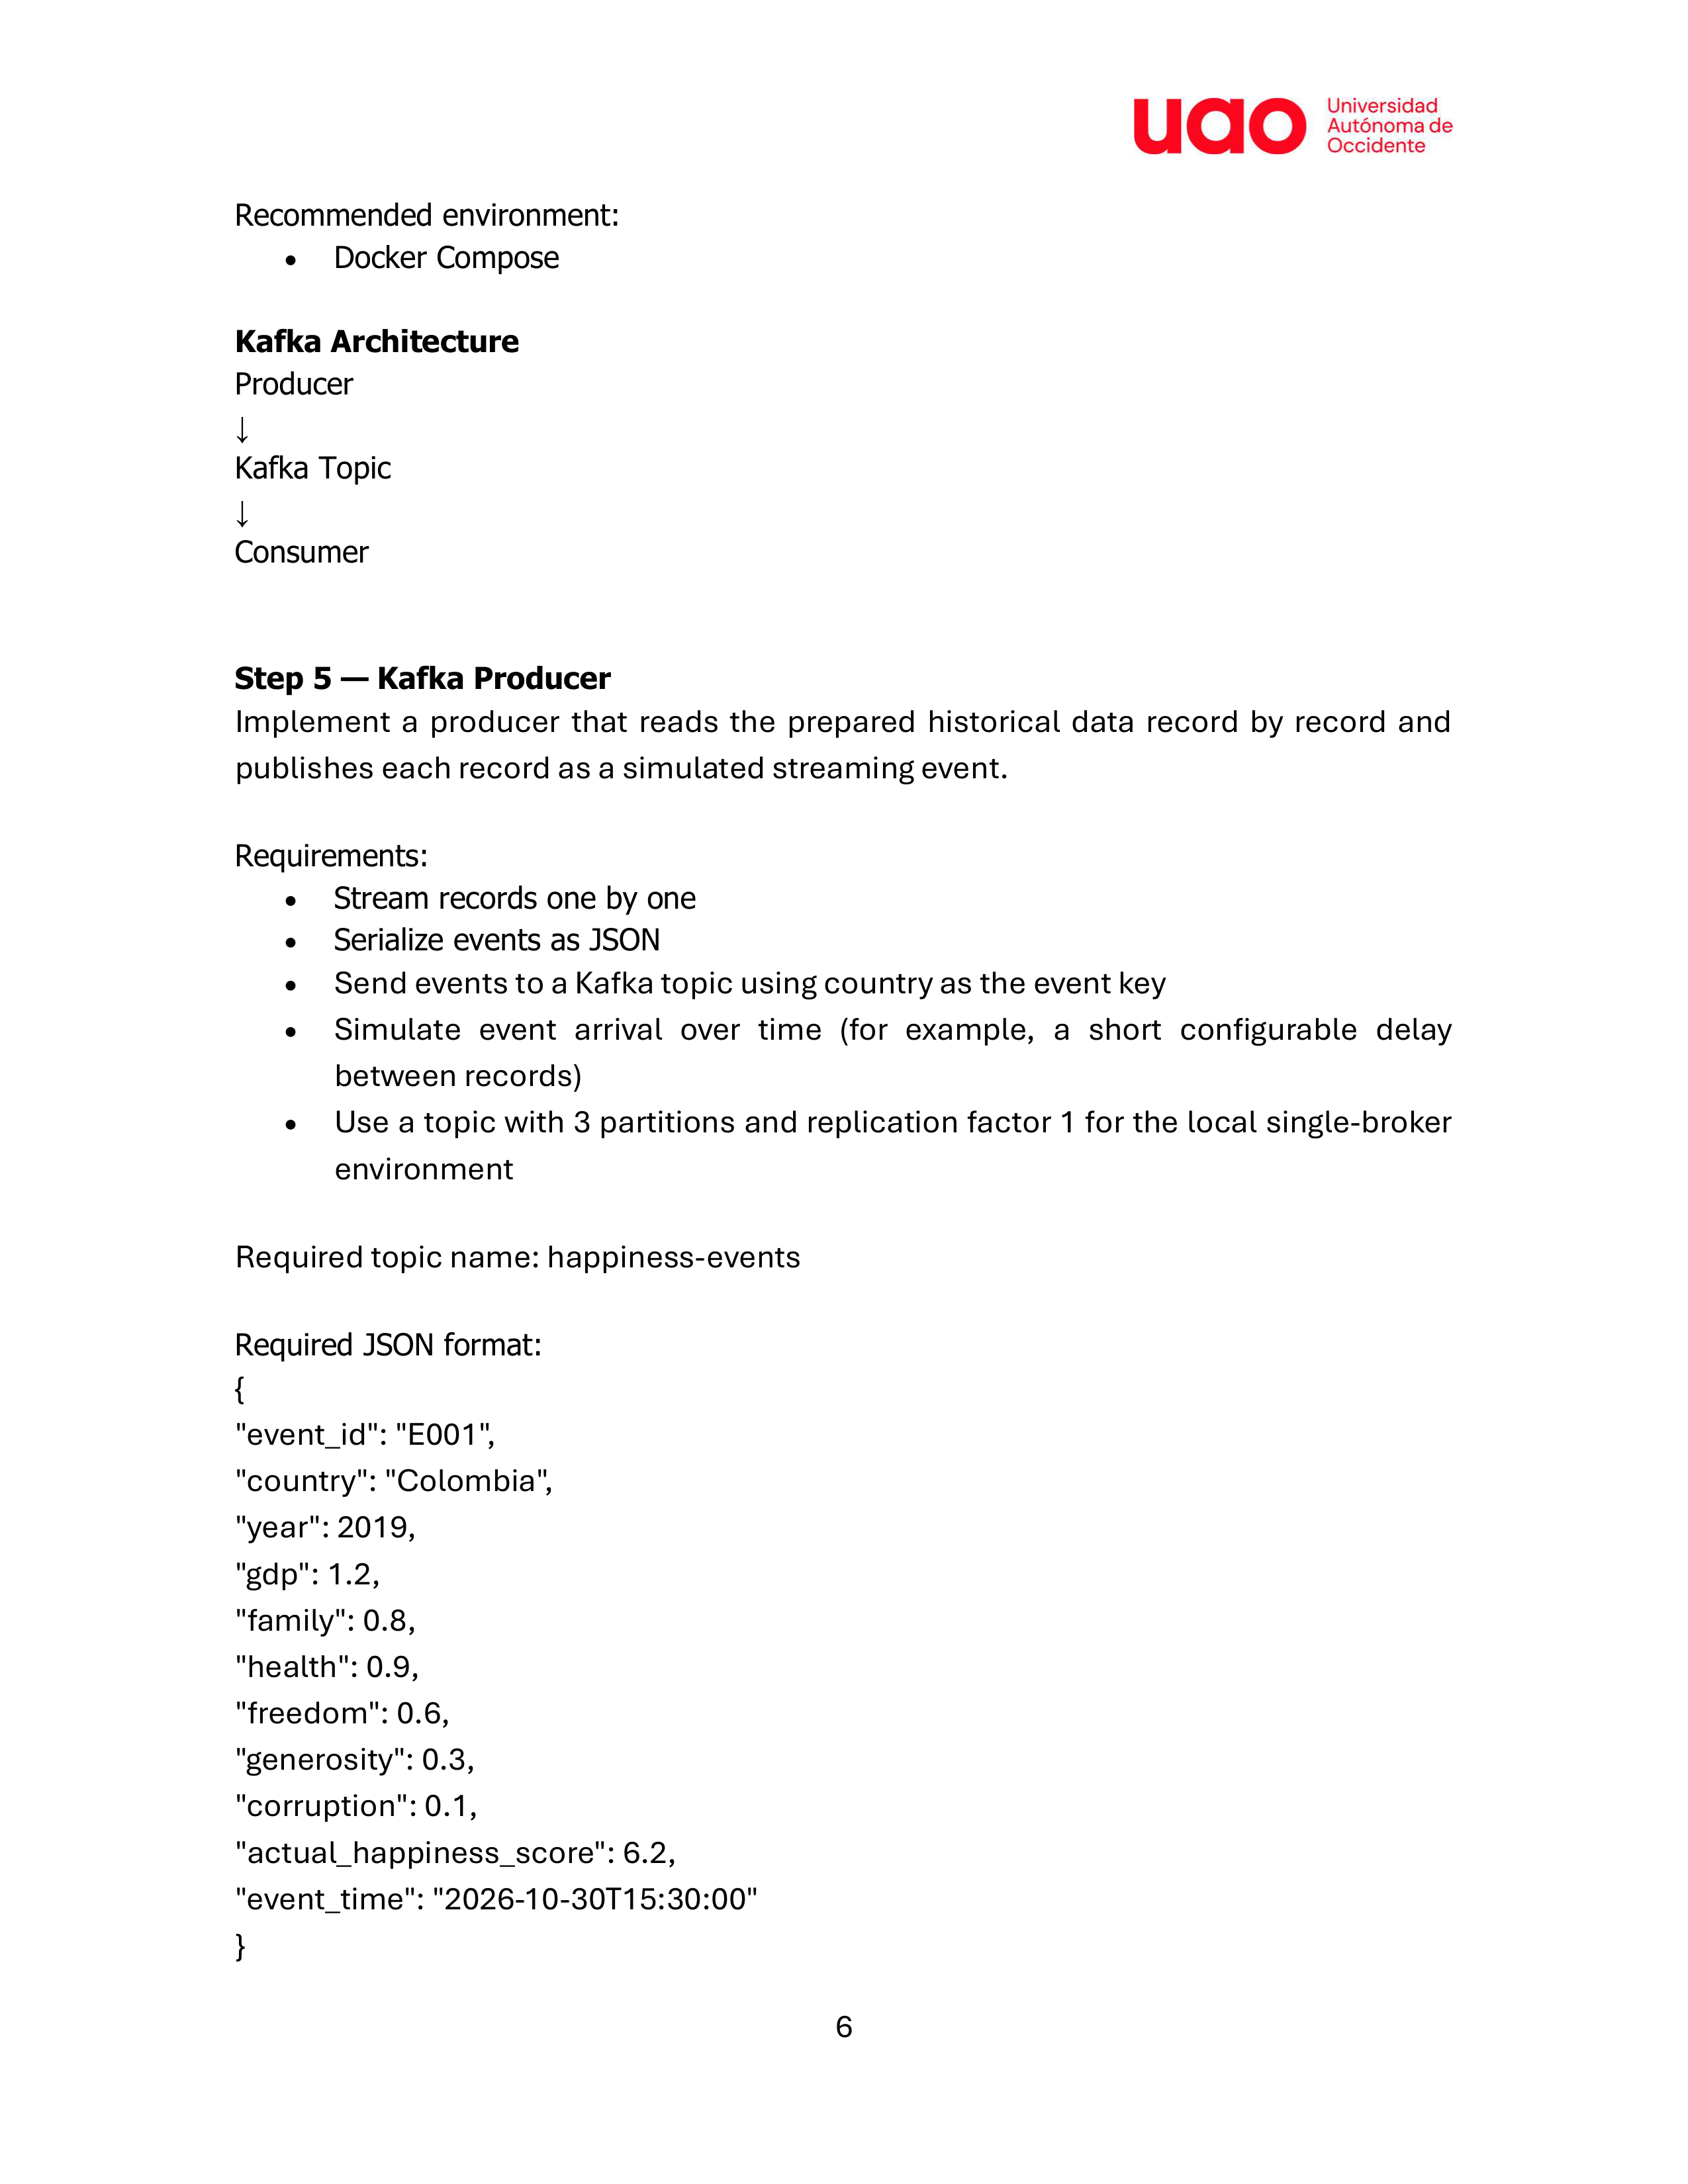 uao
Universidad
Autónoma de
Occidente
Recommended environment:
• Docker Compose
Kafka Architecture
Producer
↓
Kafka Topic
↓
Consumer
Step 5 — Kafka Producer
Implement a producer that reads the prepared historical data record by record and
publishes each record as a simulated streaming event.
Requirements:
• Stream records one by one
• Serialize events as JSON
• Send events to a Kafka topic using country as the event key
• Simulate event arrival over time (for example, a short configurable delay
between records)
• Use a topic with 3 partitions and replication factor 1 for the local single-broker
environment
Required topic name: happiness-events
Required JSON format:
{
"event_id": "E001",
"country": "Colombia",
"year": 2019,
"gdp": 1.2,
"family": 0.8,
"health": 0.9,
"freedom": 0.6,
"generosity": 0.3,
"corruption": 0.1,
"actual_happiness_score": 6.2,
"event_time": "2026-10-30T15:30:00"
}
6